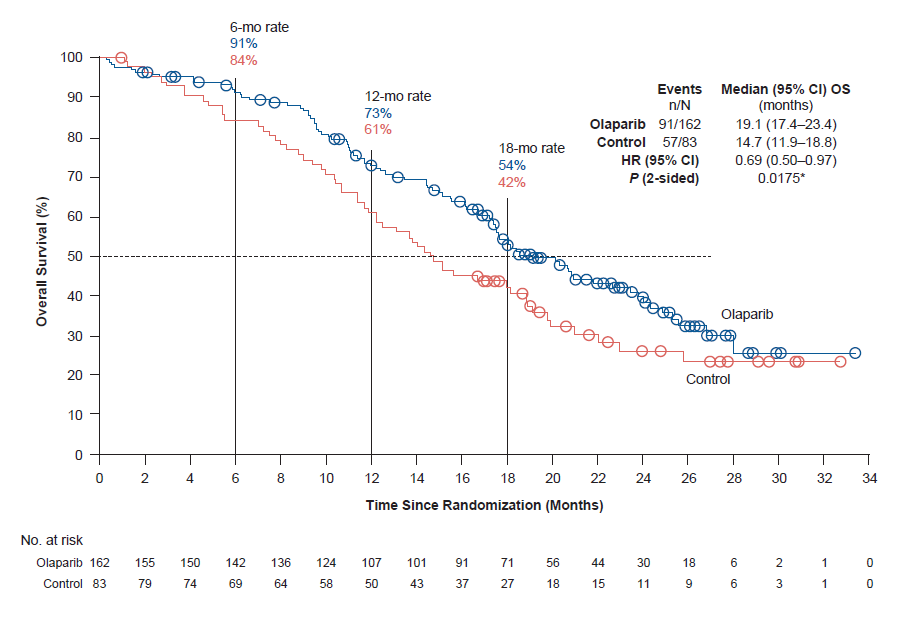 6-mo rate
91%
84%
12-mo rate
73%
61%
18-mo rate
54%
42%
Events Median (95% CI) OS
n/N (months)
Olaparib 91/162 19.1 (17.4–23.4)
Control 57/83 14.7 (11.9–18.8)
HR (95% CI) 0.69 (0.50–0.97)
P (2-sided) 0.0175*
Overall Survival (%)
100
90
80
70
60
50
40
30
20
10
0
Olaparib
Control
0 2 4 6 8 10 12 14 16 18 20 22 24 26 28 30 32 34
Time Since Randomization (Months)
No. at risk
Olaparib 162 155 150 142 136 124 107 101 91 71 56 44 30 18 6 2 1 0
Control 83 79 74 69 64 58 50 43 37 27 18 15 11 9 6 3 1 0